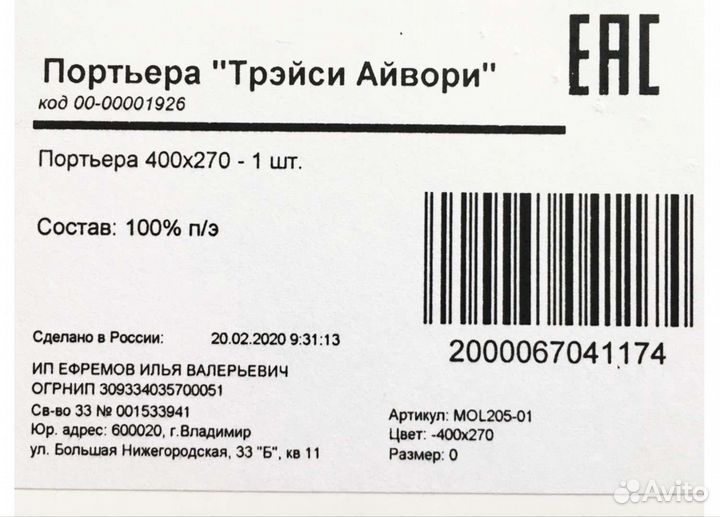 ЕАС
Портьера "Трэйси Айвори"
код 00-00001926
Портьера 400x270 - 1 шт.
Состав: 100% п/э
2000067041174
Сделано в России: 20.02.2020 9:31:13
ИП ЕФРЕМОВ ИЛЬЯ ВАЛЕРЬЕВИЧ
ОГРНИП 309334035700051
Св-во 33 № 001533941
Юр. адрес: 600020, г.Владимир
ул. Большая Нижегородская, 33 "Б", кв 11
Артикул: MOL205-01
Цвет: -400x270
Размер: 0
Avito